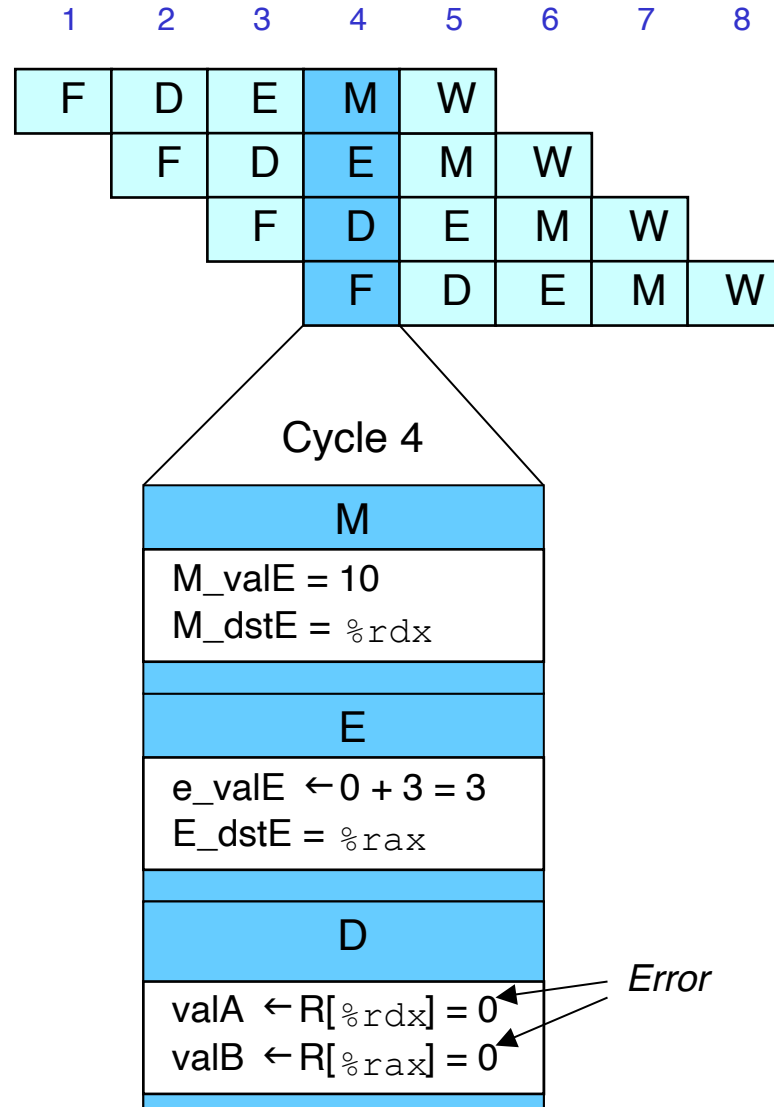 1 2 3 4 5 6 7 8
F D E M W
F D E M W
F D E M W
F D E M W
Cycle 4
M
M_valE = 10
M_dstE = %rdx
E
e_valE ← 0 + 3 = 3
E_dstE = %rax
D
Error
valA ← R[%rdx] = 0
valB ← R[%rax] = 0